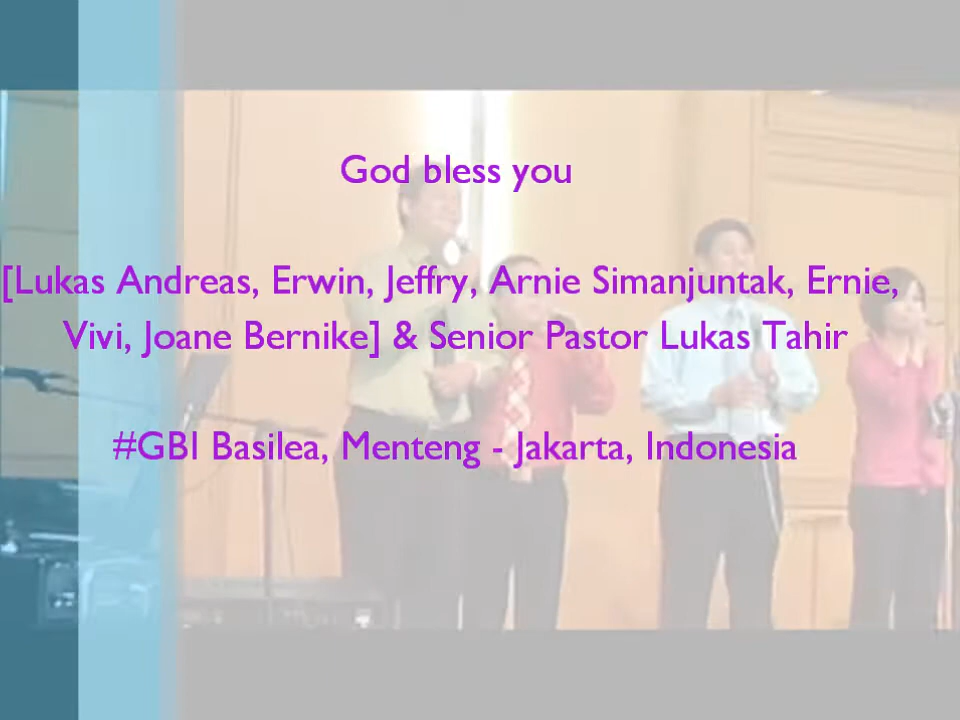 God bless you
[Lukas Andreas, Erwin, Jeffry, Arnie Simanjuntak, Ernie,
Vivi, Joane Bernike] & Senior Pastor Lukas Tahir
#GBI Basilea, Menteng - Jakarta, Indonesia